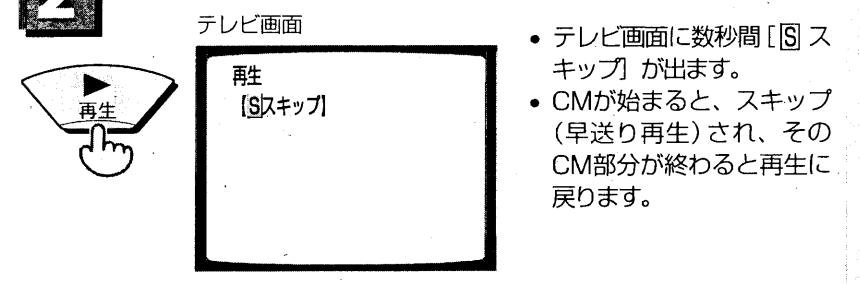 2
テレビ画面
再生
再生
【Sスキップ】
• テレビ画面に数秒間[S ス
キップ] が出ます。
• CMが始まると、スキップ
(早送り再生)され、その
CM部分が終わると再生に
戻ります。